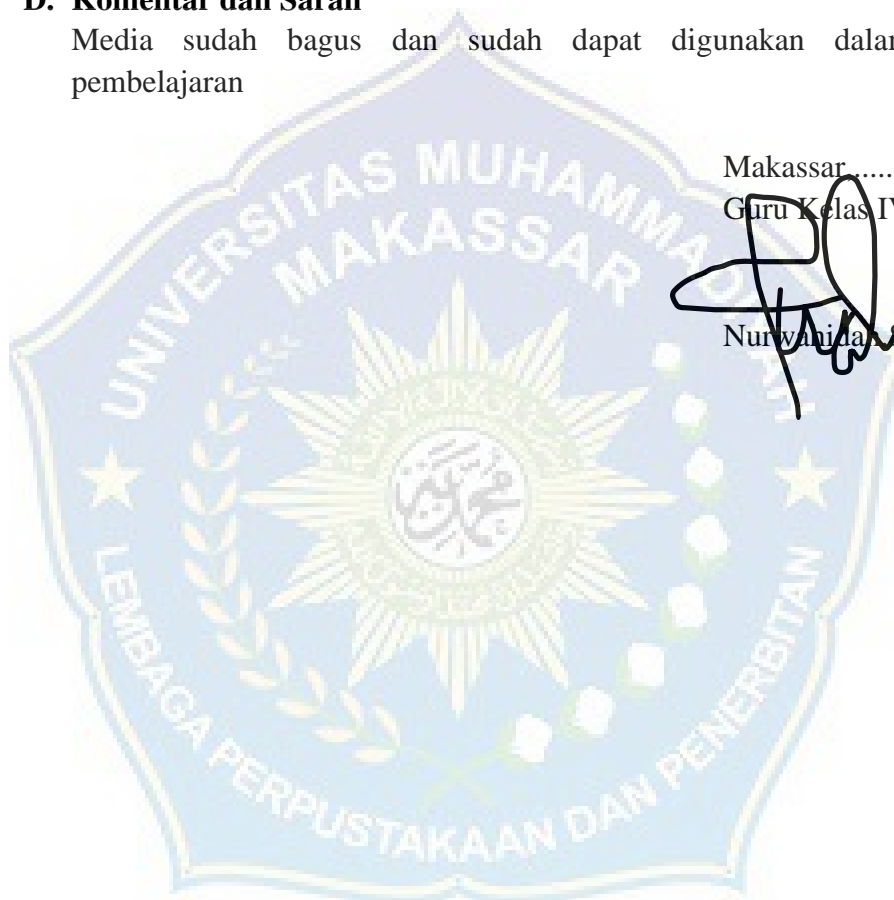 D. Komentar dan Saran
Media sudah bagus dan sudah dapat digunakan dalam
pembelajaran
Makassar,......
Guru Kelas IV
Nurwahidah
UNIVERSITAS MUHAMMADIYAH
MAKASSAR
LEMBAGA PERPUSTAKAAN DAN PENERBITAN